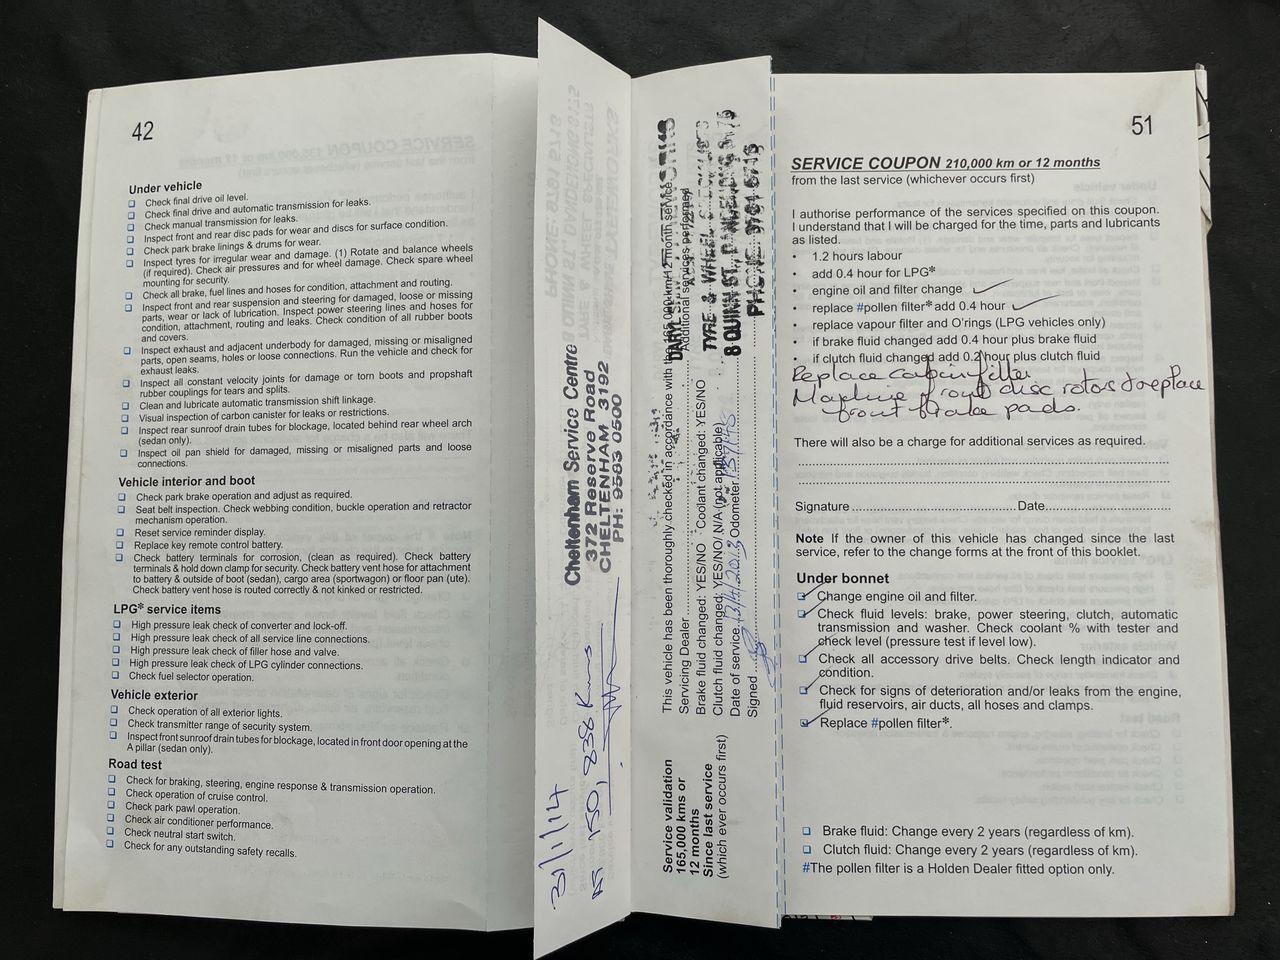 42
Under vehicle
Check final drive oil level.
Check final drive and automatic transmission for leaks.
Check manual transmission for leaks.
Inspect front and rear disc pads for wear and discs for surface condition.
Check park brake linings & drums for wear.
Inspect tyres for irregular wear and damage. (1) Rotate and balance wheels
(if required). Check air pressures and for wheel damage. Check spare wheel
mounting for security.
Check all brake, fuel lines and hoses for condition, attachment and routing.
Inspect front and rear suspension and steering for damaged, loose or missing
parts, wear or lack of lubrication. Inspect power steering lines and hoses for
condition, attachment, routing and leaks. Check condition of all rubber boots
and covers.
Inspect exhaust and adjacent underbody for damaged, missing or misaligned
parts, open seams, holes or loose connections. Run the vehicle and check for
exhaust leaks.
Inspect all constant velocity joints for damage or torn boots and propshaft
rubber couplings for tears and splits.
Clean and lubricate automatic transmission shift linkage.
Visual inspection of carbon canister for leaks or restrictions.
Inspect rear sunroof drain tubes for blockage, located behind rear wheel arch
(sedan only).
Inspect oil pan shield for damaged, missing or misaligned parts and loose
connections.
Vehicle interior and boot
Check park brake operation and adjust as required.
Seat belt inspection. Check webbing condition, buckle operation and retractor
mechanism operation.
Reset service reminder display.
Replace key remote control battery.
Check battery terminals for corrosion, (clean as required). Check battery
terminals & hold down clamp for security. Check battery vent hose for attachment
to battery & outside of boot (sedan), cargo area (sportwagon) or floor pan (ute).
Check battery vent hose is routed correctly & not kinked or restricted.
LPG* service items
High pressure leak check of converter and lock-off.
High pressure leak check of all service line connections.
High pressure leak check of filler hose and valve.
High pressure leak check of LPG cylinder connections.
Check fuel selector operation.
Vehicle exterior
Check operation of all exterior lights.
Check transmitter range of security system.
Inspect front sunroof drain tubes for blockage, located in front door opening at the
A pillar (sedan only).
Road test
Check for braking, steering, engine response & transmission operation.
Check operation of cruise control.
Check park pawl operation.
Check air conditioner performance.
Check neutral start switch.
Check for any outstanding safety recalls.
31/1/14
AT 150,838 Kms
Cheltenham Service Centre
372 Reserve Road
CHELTENHAM 3192
PH: 9583 0500
Service validation
165,000 kms or
12 months
Since last service
(which ever occurs first)
This vehicle has been thoroughly checked in accordance with the 165,000 km/12 month service
Servicing Dealer Additional services performed
Brake fluid changed: YES/NO Coolant changed: YES/NO
Clutch fluid changed: YES/NO/ N/A (not applicable)
Date of service Odometer
Signed
TYRE & WHEEL
8 QUINN ST., DANDENONG 3175
PHONE: 9791 5713
51
SERVICE COUPON 210,000 km or 12 months
from the last service (whichever occurs first)
I authorise performance of the services specified on this coupon.
I understand that I will be charged for the time, parts and lubricants
as listed.
• 1.2 hours labour
• add 0.4 hour for LPG*
• engine oil and filter change
• replace #pollen filter* add 0.4 hour
• replace vapour filter and O'rings (LPG vehicles only)
• if brake fluid changed add 0.4 hour plus brake fluid
• if clutch fluid changed add 0.2 hour plus clutch fluid
Replace cabin filter
Machine front disc rotors & replace
front brake pads.
There will also be a charge for additional services as required.
Signature Date
Note If the owner of this vehicle has changed since the last
service, refer to the change forms at the front of this booklet.
Under bonnet
Change engine oil and filter.
Check fluid levels: brake, power steering, clutch, automatic
transmission and washer. Check coolant % with tester and
check level (pressure test if level low).
Check all accessory drive belts. Check length indicator and
condition.
Check for signs of deterioration and/or leaks from the engine,
fluid reservoirs, air ducts, all hoses and clamps.
Replace #pollen filter*.
Brake fluid: Change every 2 years (regardless of km).
Clutch fluid: Change every 2 years (regardless of km).
#The pollen filter is a Holden Dealer fitted option only.